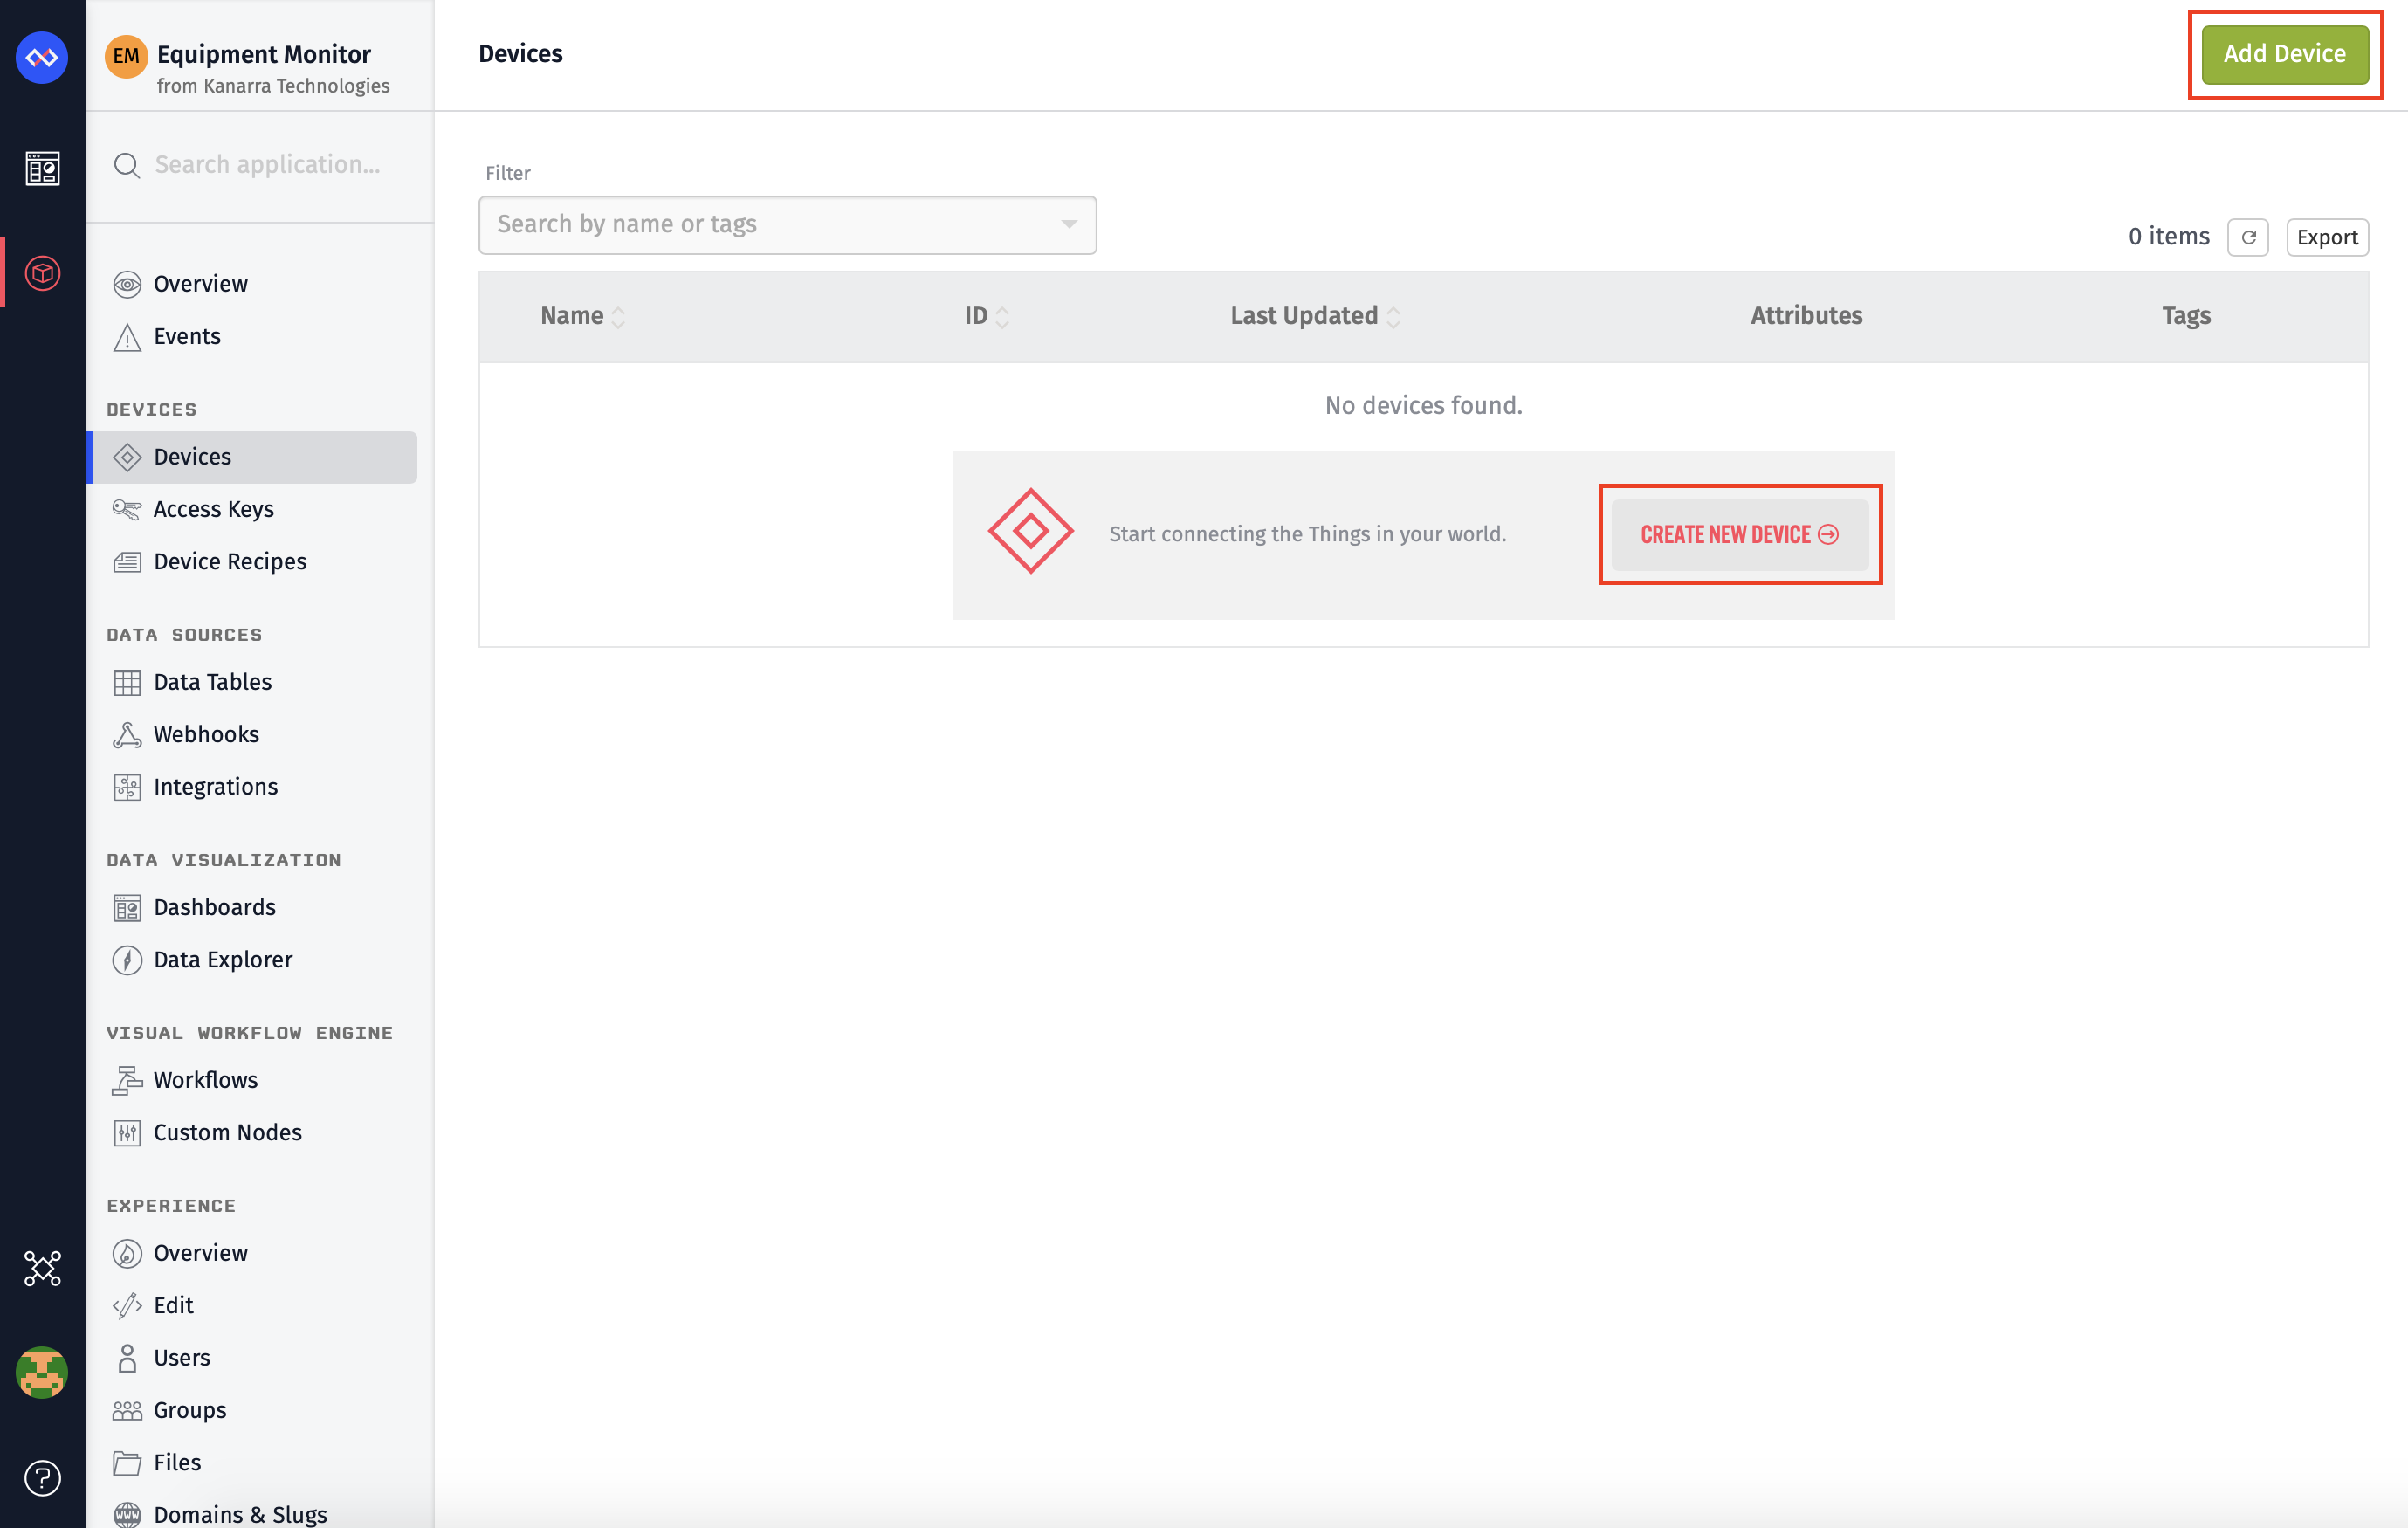 EM
Equipment Monitor
from Kanarra Technologies
Search application...
Overview
Events
DEVICES
Devices
Access Keys
Device Recipes
DATA SOURCES
Data Tables
Webhooks
Integrations
DATA VISUALIZATION
Dashboards
Data Explorer
VISUAL WORKFLOW ENGINE
Workflows
Custom Nodes
EXPERIENCE
Overview
Edit
Users
Groups
Files
WWW
Domains & Slugs
?
Devices
Add Device
Filter
Search by name or tags
0 items
Export
Name
ID
Last Updated
Attributes
Tags
No devices found.
Start connecting the Things in your world.
CREATE NEW DEVICE